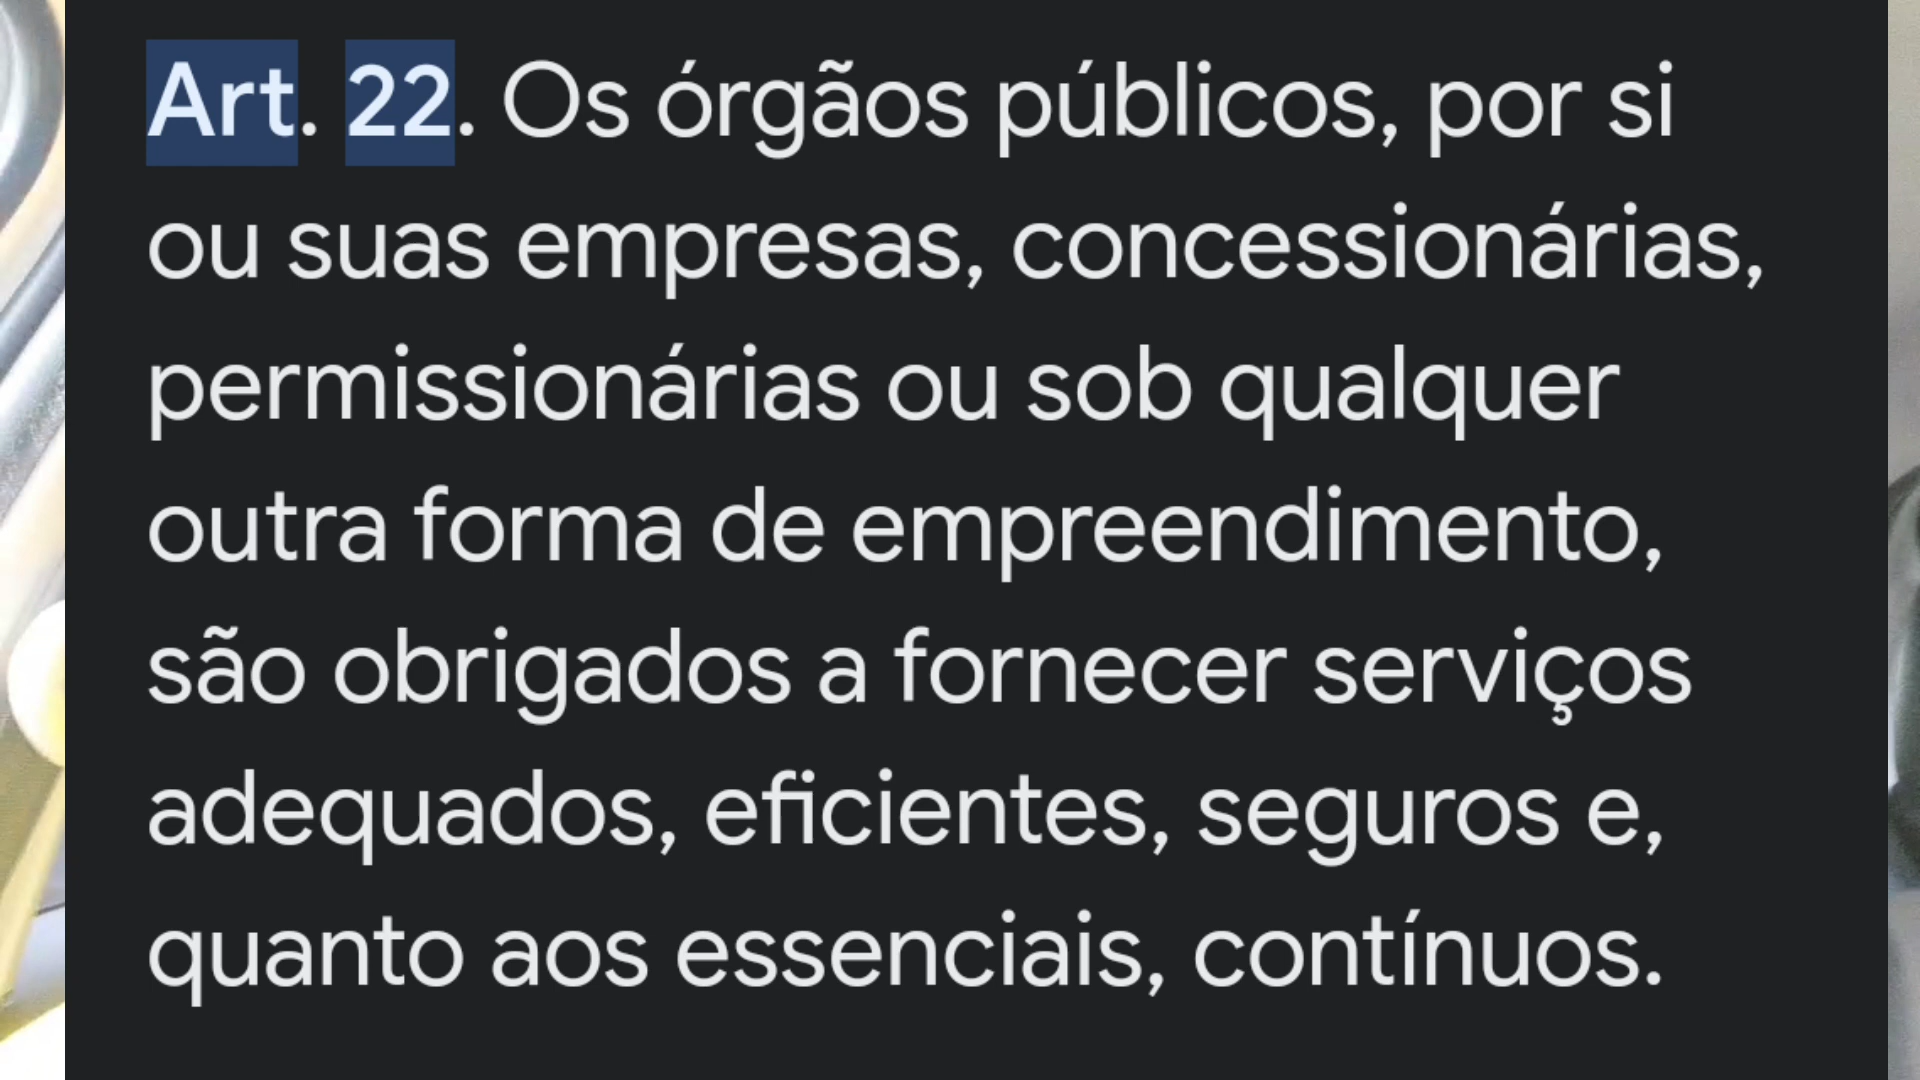 Art. 22. Os órgãos públicos, por si
ou suas empresas, concessionárias,
permissionárias ou sob qualquer
outra forma de empreendimento,
são obrigados a fornecer serviços
adequados, eficientes, seguros e,
quanto aos essenciais, contínuos.